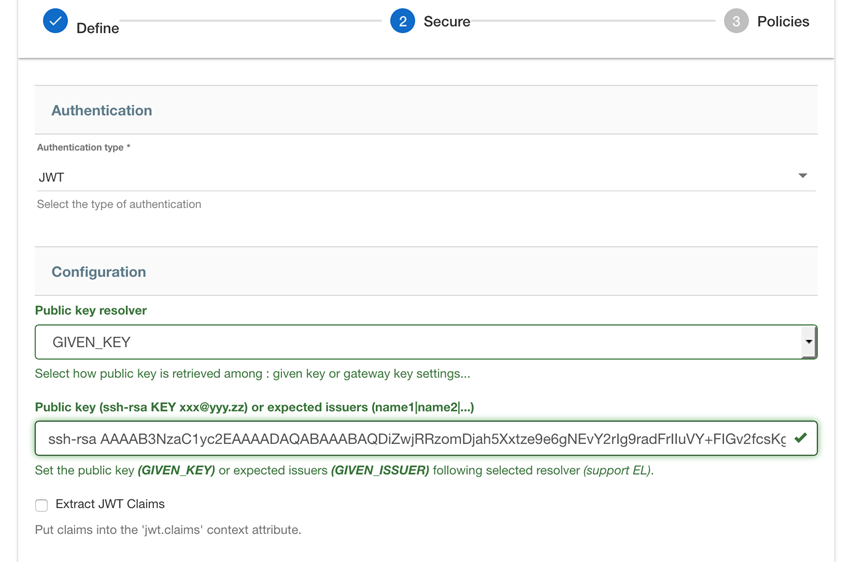 Define
2
Secure
3
Policies
Authentication
Authentication type *
JWT
Select the type of authentication
Configuration
Public key resolver
GIVEN_KEY
Select how public key is retrieved among : given key or gateway key settings...
Public key (ssh-rsa KEY xxx@yyy.zz) or expected issuers (name1|name2|...)
ssh-rsa AAAAB3NzaC1yc2EAAAADAQABAAABAQDiZwjRRzomDjah5Xxtze9e6gNEvY2rIg9radFrIIuVY+FIGv2fcsKg
Set the public key (GIVEN_KEY) or expected issuers (GIVEN_ISSUER) following selected resolver (support EL).
Extract JWT Claims
Put claims into the 'jwt.claims' context attribute.